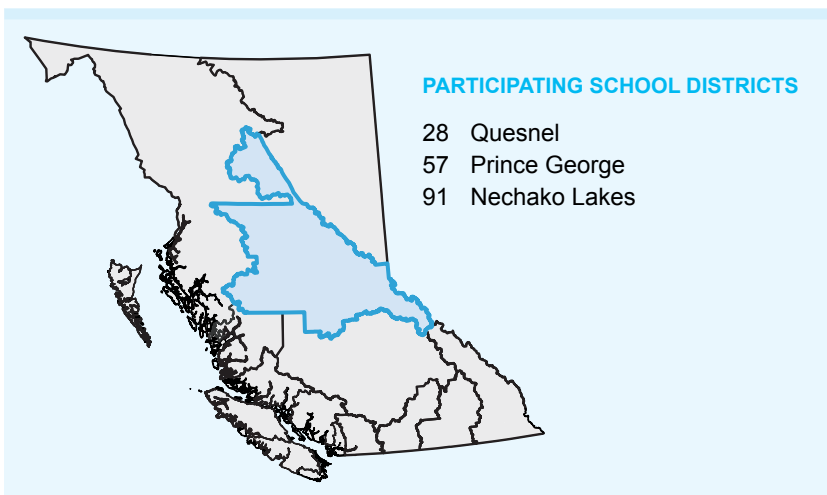 PARTICIPATING SCHOOL DISTRICTS
28 Quesnel
57 Prince George
91 Nechako Lakes